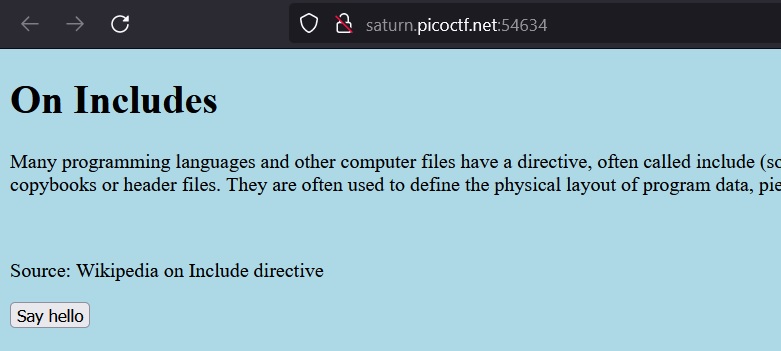 saturn.picoctf.net:54634
On Includes
Many programming languages and other computer files have a directive, often called include (so
copybooks or header files. They are often used to define the physical layout of program data, pie
Source: Wikipedia on Include directive
Say hello